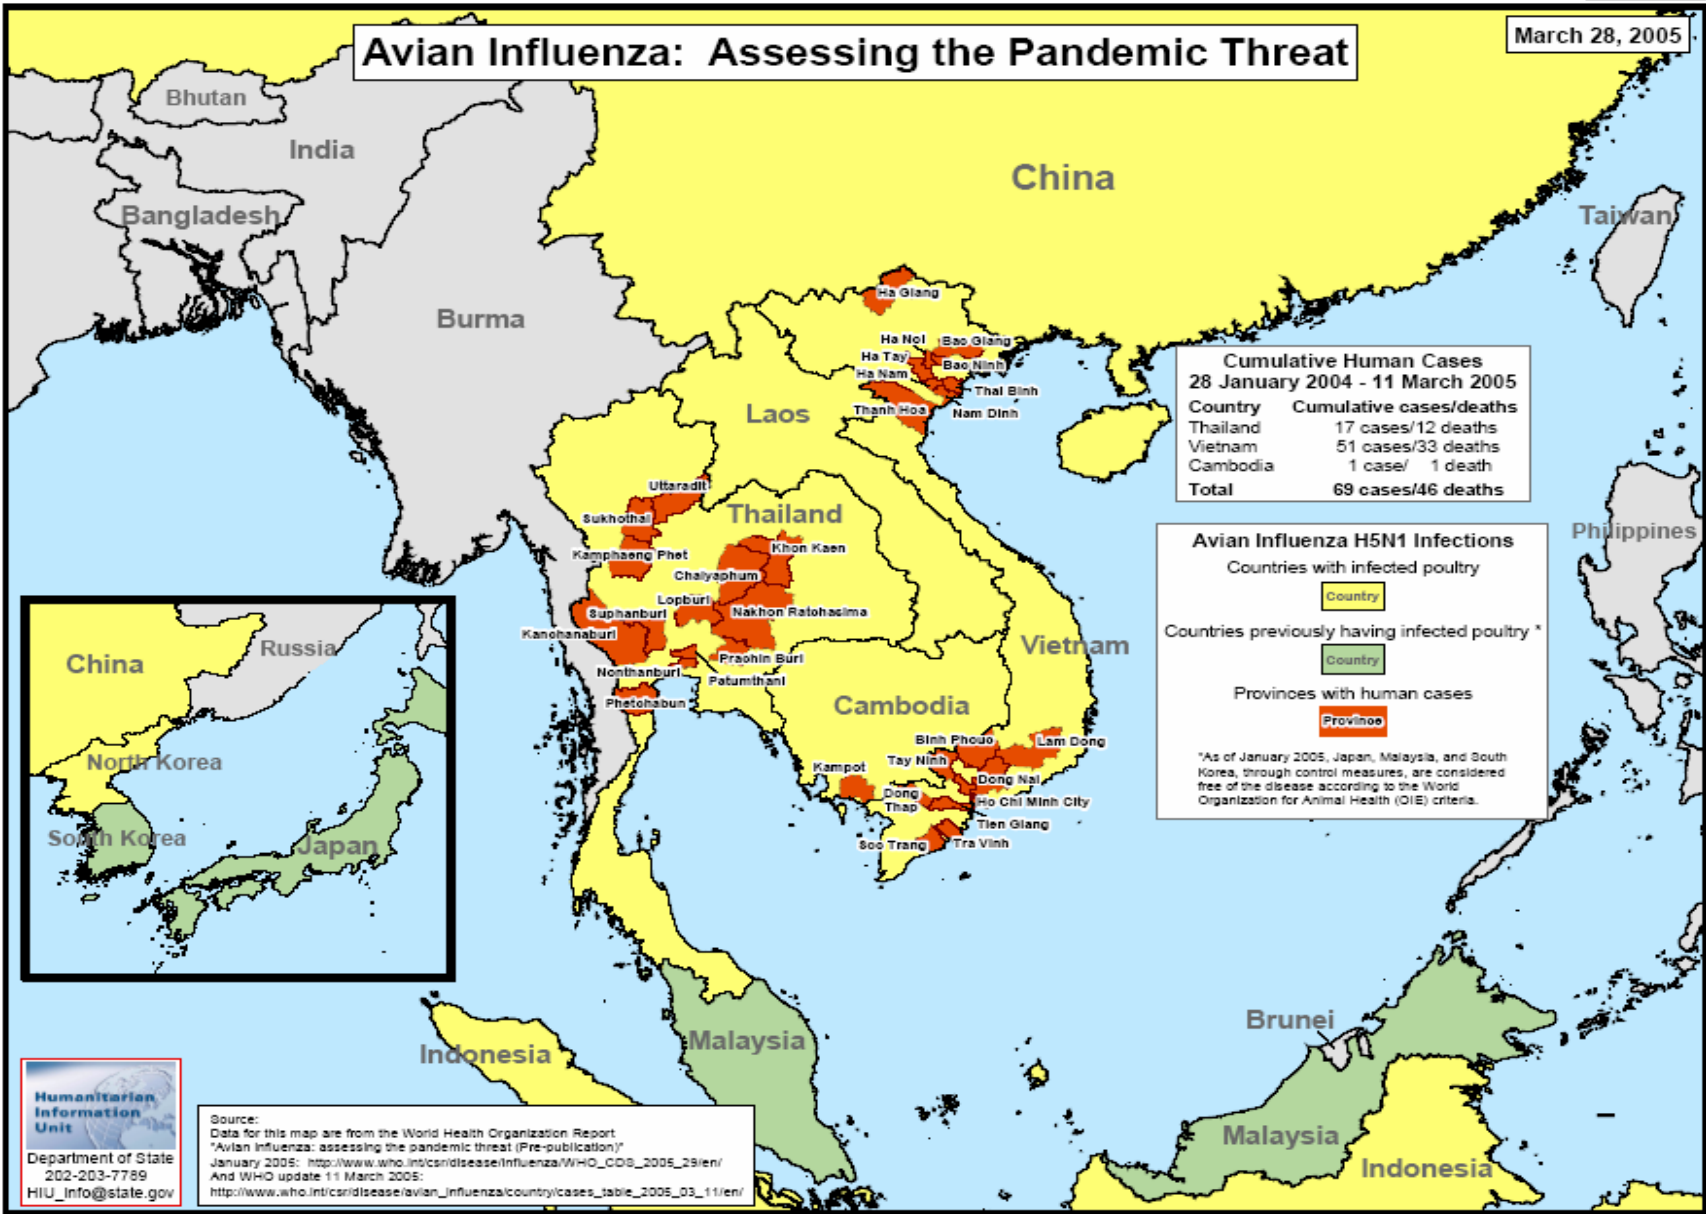 Avian Influenza: Assessing the Pandemic Threat
March 28, 2005
Bhutan
India
China
Bangladesh
Taiwan
Burma
Ha Giang
Ha Noi
Bac Giang
Ha Tay
Bac Ninh
Ha Nam
Thai Binh
Thanh Hoa
Nam Dinh
Laos
Cumulative Human Cases
28 January 2004 - 11 March 2005
Country Cumulative cases/deaths
Thailand 17 cases/12 deaths
Vietnam 51 cases/33 deaths
Cambodia 1 case/ 1 death
Total 69 cases/46 deaths
Uttaradit
Sukhothai
Thailand
Kamphaeng Phet
Khon Kaen
Chaiyaphum
Lopburi
Suphanburi
Nakhon Ratchasima
Kanchanaburi
Prachin Buri
Nonthanburi
Patumthani
Phetchabun
Philippines
Avian Influenza H5N1 Infections
Countries with infected poultry
Country
Countries previously having infected poultry *
Country
Provinces with human cases
Province
*As of January 2005, Japan, Malaysia, and South
Korea, through control measures, are considered
free of the disease according to the World
Organization for Animal Health (OIE) criteria.
Vietnam
Cambodia
Binh Phouc
Lam Dong
Tay Ninh
Kampot
Dong Nai
Dong
Thap
Ho Chi Minh City
Tien Giang
Soc Trang
Tra Vinh
China
Russia
North Korea
South Korea
Japan
Indonesia
Malaysia
Brunei
Malaysia
Indonesia
Humanitarian
Information
Unit
Department of State
202-203-7789
HIU_Info@state.gov
Source:
Data for this map are from the World Health Organization Report
"Avian influenza: assessing the pandemic threat (Pre-publication)"
January 2005: http://www.who.int/csr/disease/influenza/WHO_CDS_2005_29/en/
And WHO update 11 March 2005:
http://www.who.int/csr/disease/avian_influenza/country/cases_table_2005_03_11/en/